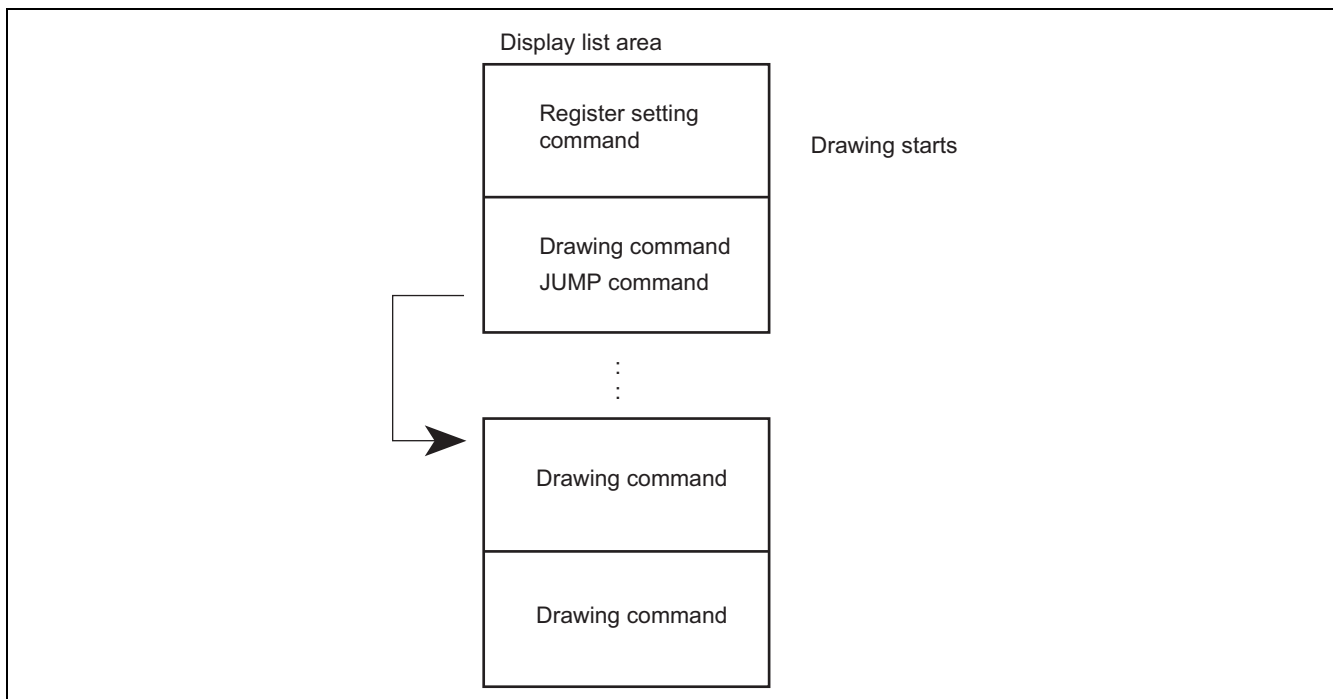 Display list area
Register setting
command
Drawing starts
Drawing command
JUMP command
:
:
Drawing command
Drawing command